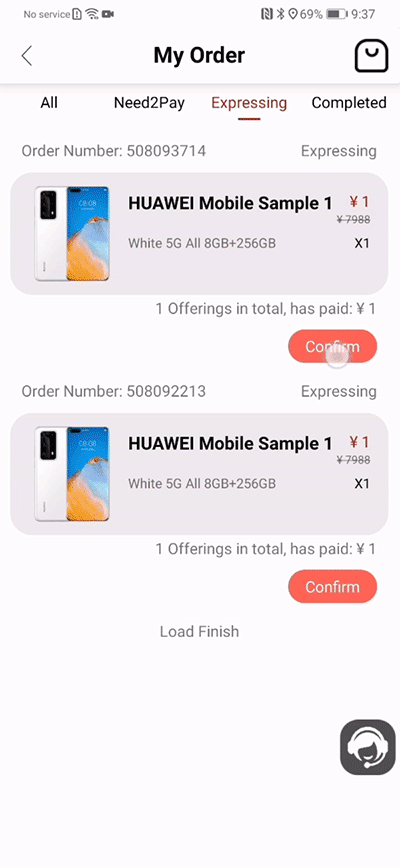 No service 69% 9:37
My Order
All Need2Pay Expressing Completed
Order Number: 508093714 Expressing
HUAWEI Mobile Sample 1 ¥ 1
¥ 7988
White 5G All 8GB+256GB X1
1 Offerings in total, has paid: ¥ 1
Confirm
Order Number: 508092213 Expressing
HUAWEI Mobile Sample 1 ¥ 1
¥ 7988
White 5G All 8GB+256GB X1
1 Offerings in total, has paid: ¥ 1
Confirm
Load Finish